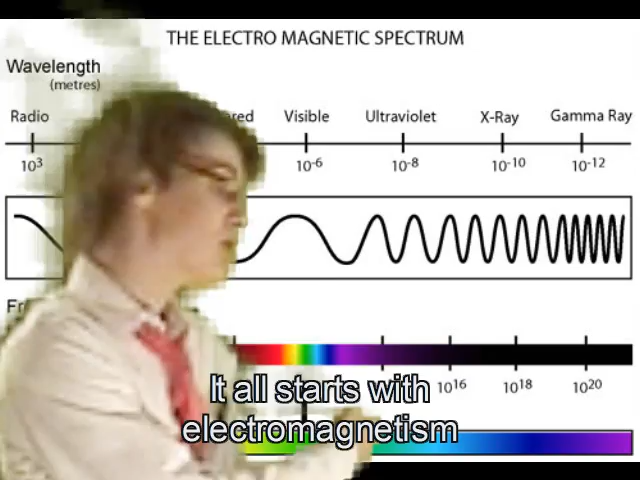 THE ELECTRO MAGNETIC SPECTRUM
Wavelength
(metres)
Radio Visible Ultraviolet X-Ray Gamma Ray
10³ 10⁻⁶ 10⁻⁸ 10⁻¹⁰ 10⁻¹²
10¹⁶ 10¹⁸ 10²⁰
It all starts with
electromagnetism